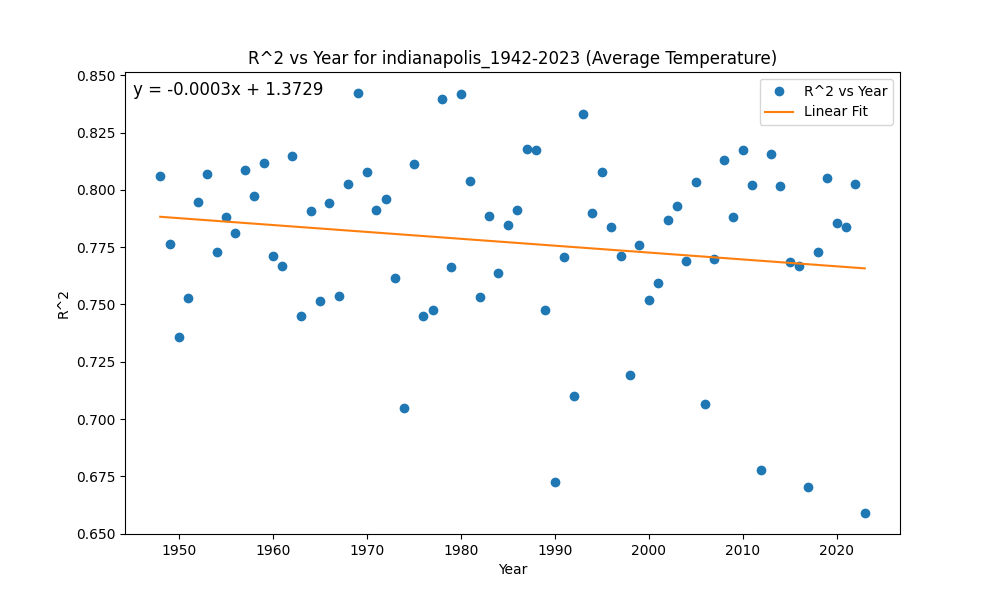 R^2 vs Year for indianapolis_1942-2023 (Average Temperature)
y = -0.0003x + 1.3729
R^2 vs Year
Linear Fit
0.850
0.825
0.800
0.775
0.750
0.725
0.700
0.675
0.650
R^2
1950 1960 1970 1980 1990 2000 2010 2020
Year